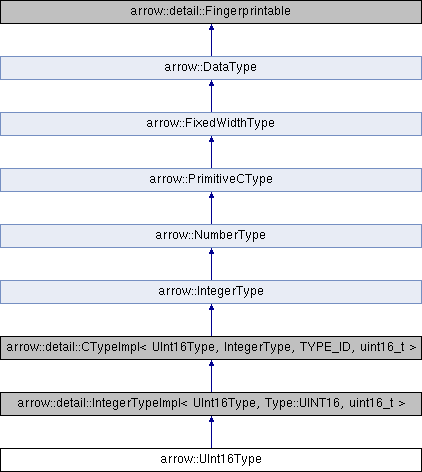 arrow::detail::Fingerprintable
arrow::DataType
arrow::FixedWidthType
arrow::PrimitiveCType
arrow::NumberType
arrow::IntegerType
arrow::detail::CTypeImpl< UInt16Type, IntegerType, TYPE_ID, uint16_t >
arrow::detail::IntegerTypeImpl< UInt16Type, Type::UINT16, uint16_t >
arrow::UInt16Type